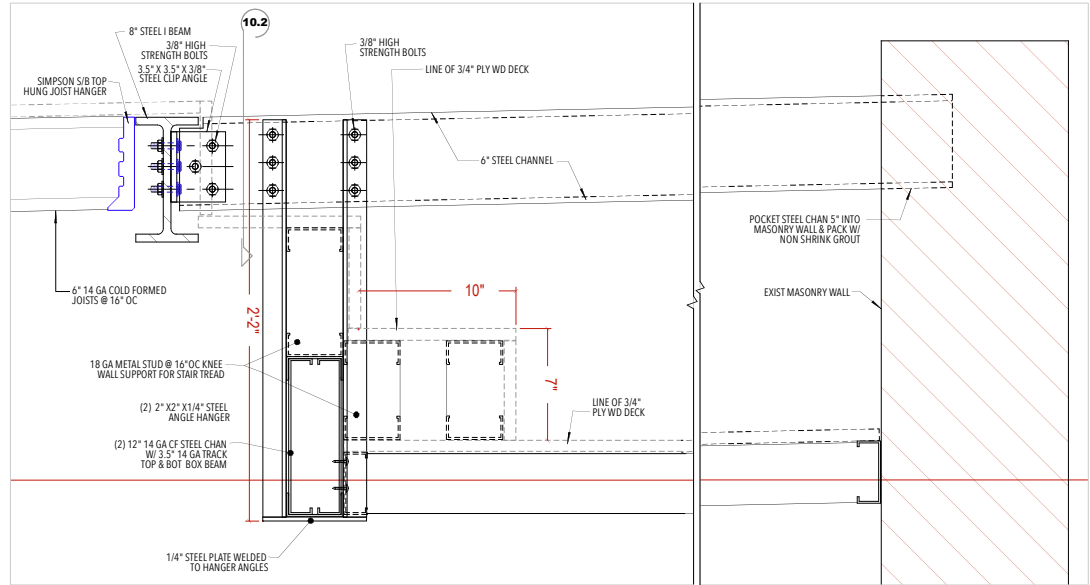 10.2
8" STEEL I BEAM
3/8" HIGH
STRENGTH BOLTS
3.5" X 3.5" X 3/8"
STEEL CLIP ANGLE
SIMPSON S/B TOP
HUNG JOIST HANGER
3/8" HIGH
STRENGTH BOLTS
LINE OF 3/4" PLY WD DECK
6" STEEL CHANNEL
POCKET STEEL CHAN 5" INTO
MASONRY WALL & PACK W/
NON SHRINK GROUT
6" 14 GA COLD FORMED
JOISTS @ 16" OC
EXIST MASONRY WALL
10"
2'-2"
7"
18 GA METAL STUD @ 16"OC KNEE
WALL SUPPORT FOR STAIR TREAD
(2) 2" X2" X1/4" STEEL
ANGLE HANGER
LINE OF 3/4"
PLY WD DECK
(2) 12" 14 GA CF STEEL CHAN
W/ 3.5" 14 GA TRACK
TOP & BOT BOX BEAM
1/4" STEEL PLATE WELDED
TO HANGER ANGLES